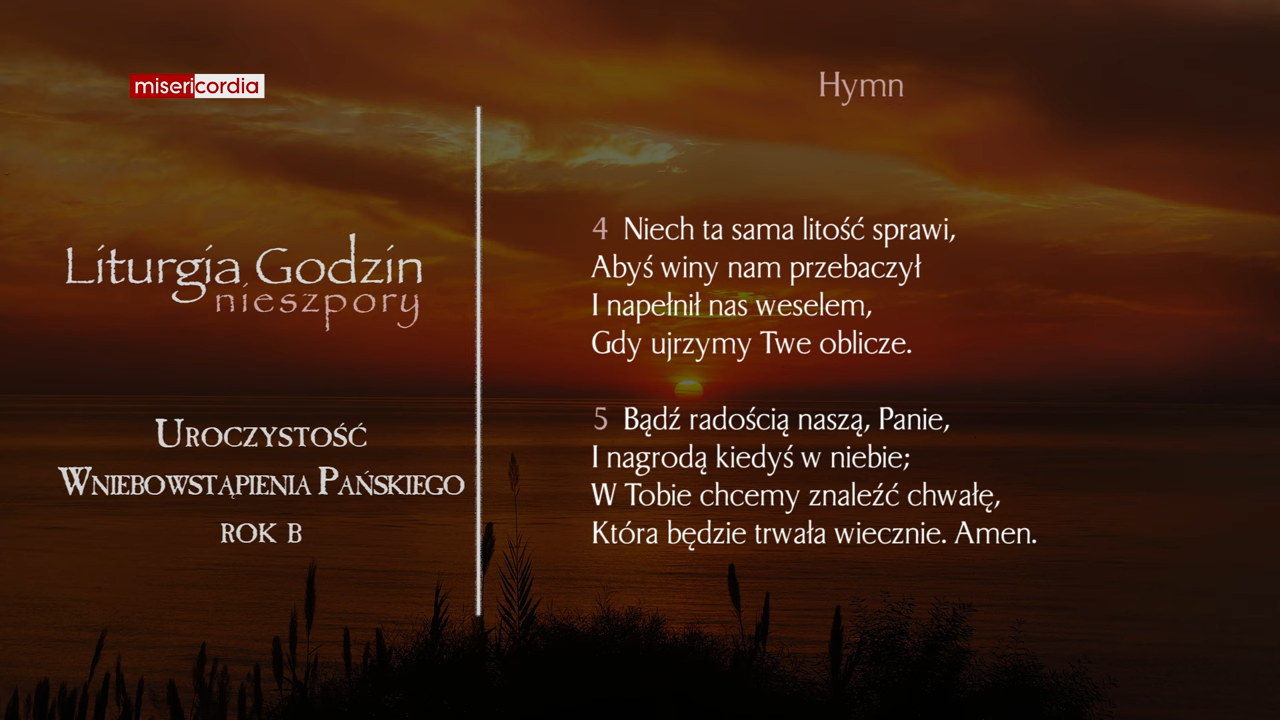 misericordia
Liturgia Godzin
nieszpory
Uroczystość
Wniebowstąpienia Pańskiego
rok B
Hymn
4 Niech ta sama litość sprawi,
Abyś winy nam przebaczył
I napełnił nas weselem,
Gdy ujrzymy Twe oblicze.
5 Bądź radością naszą, Panie,
I nagrodą kiedyś w niebie;
W Tobie chcemy znaleźć chwałę,
Która będzie trwała wiecznie. Amen.